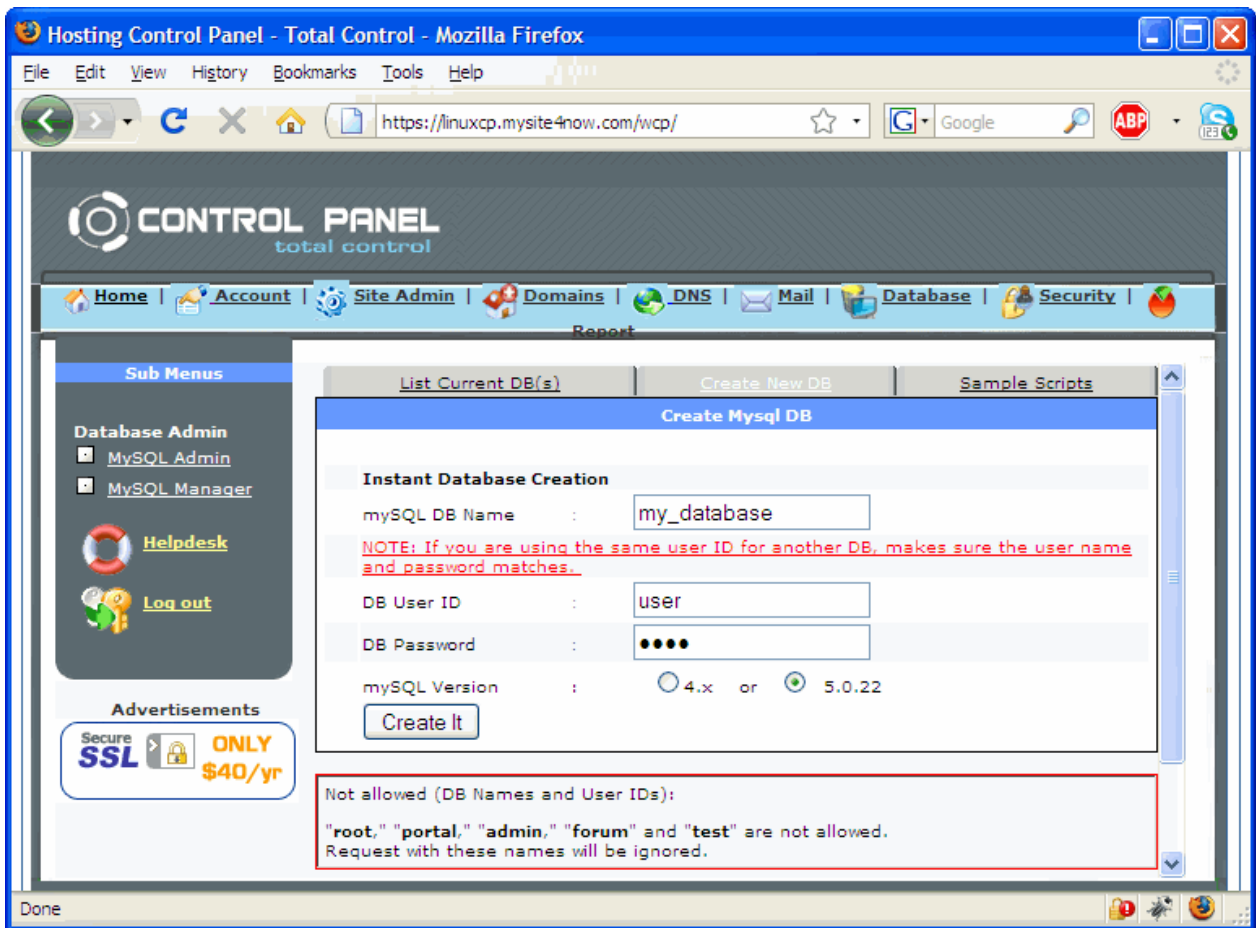 Hosting Control Panel - Total Control - Mozilla Firefox
File Edit View History Bookmarks Tools Help
https://linuxcp.mysite4now.com/wcp/ G Google ABP 123
CONTROL PANEL
total control
Home | Account | Site Admin | Domains | DNS | Mail | Database | Security |
Report
Sub Menus
Database Admin
MySQL Admin
MySQL Manager
Helpdesk
Log out
Advertisements
Secure SSL ONLY $40/yr
List Current DB(s) Create New DB Sample Scripts
Create Mysql DB
Instant Database Creation
mySQL DB Name : my_database
NOTE: If you are using the same user ID for another DB, makes sure the user name
and password matches.
DB User ID : user
DB Password : ●●●●
mySQL Version : 4.x or 5.0.22
Create It
Not allowed (DB Names and User IDs):
"root," "portal," "admin," "forum" and "test" are not allowed.
Request with these names will be ignored.
Done